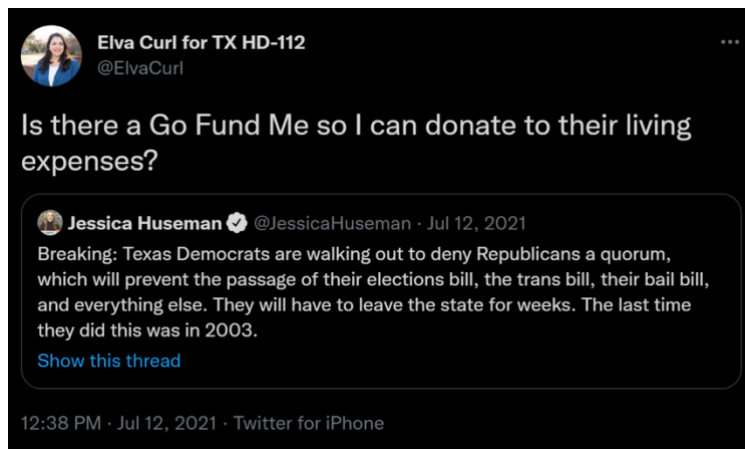 Elva Curl for TX HD-112
@ElvaCurl
Is there a Go Fund Me so I can donate to their living
expenses?
Jessica Huseman @JessicaHuseman · Jul 12, 2021
Breaking: Texas Democrats are walking out to deny Republicans a quorum,
which will prevent the passage of their elections bill, the trans bill, their bail bill,
and everything else. They will have to leave the state for weeks. The last time
they did this was in 2003.
Show this thread
12:38 PM · Jul 12, 2021 · Twitter for iPhone